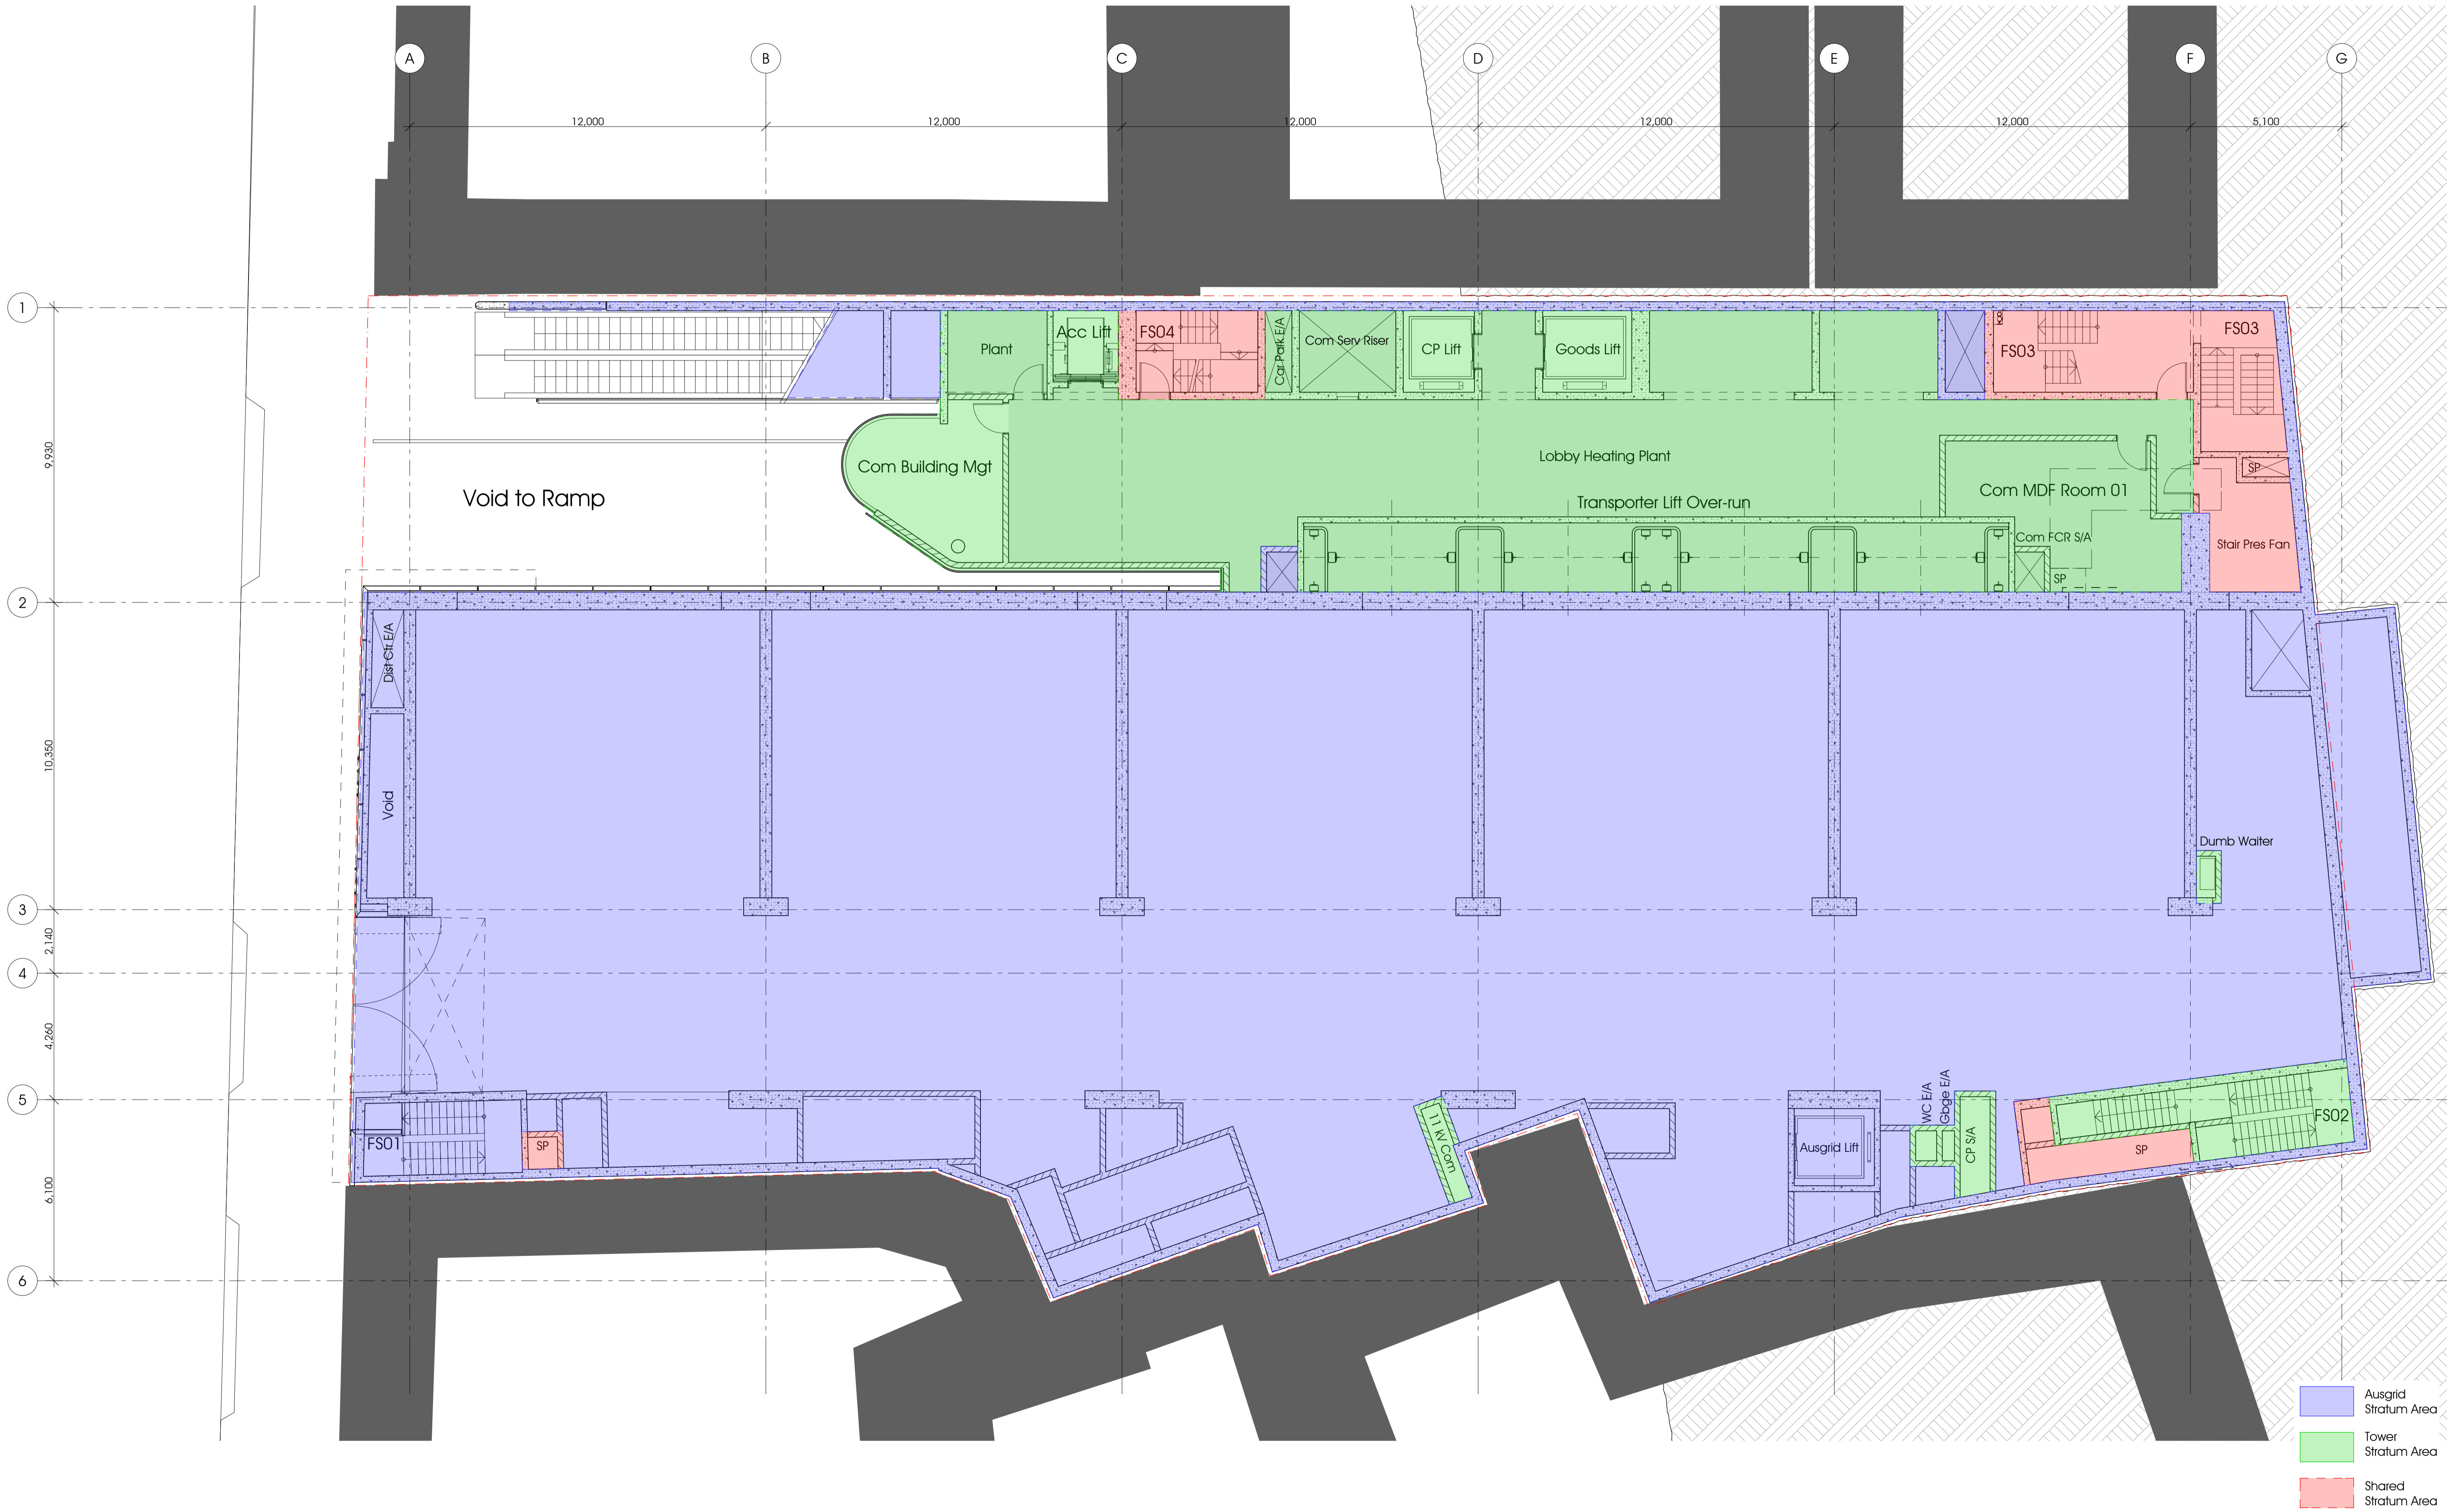 A
B
C
D
E
F
G
12,000
12,000
12,000
12,000
12,000
5,100
1
9,930
2
10,350
3
2,140
4
4,260
5
6,100
6
Plant
Acc Lift
FS04
Car Park E/A
Com Serv Riser
CP Lift
Goods Lift
FS03
FS03
Com Building Mgt
Lobby Heating Plant
SP
Void to Ramp
Transporter Lift Over-run
Com MDF Room 01
Com FCR S/A
Stair Pres Fan
SP
Dist Ctr E/A
Void
Dumb Waiter
FS01
SP
11 kV Com
Ausgrid Lift
WC E/A
Gbge E/A
CP S/A
SP
FS02
Ausgrid
Stratum Area
Tower
Stratum Area
Shared
Stratum Area